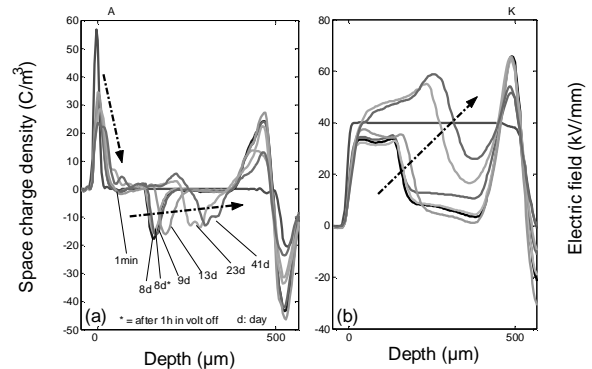 A
K
Space charge density (C/m³)
60
50
40
30
20
10
0
-10
-20
-30
-40
-50
1min
8d
8d*
9d
13d
23d
41d
(a)
* = after 1h in volt off d: day
0
500
Depth (µm)
80
60
40
20
0
-20
-40
(b)
0
500
Depth (µm)
Electric field (kV/mm)